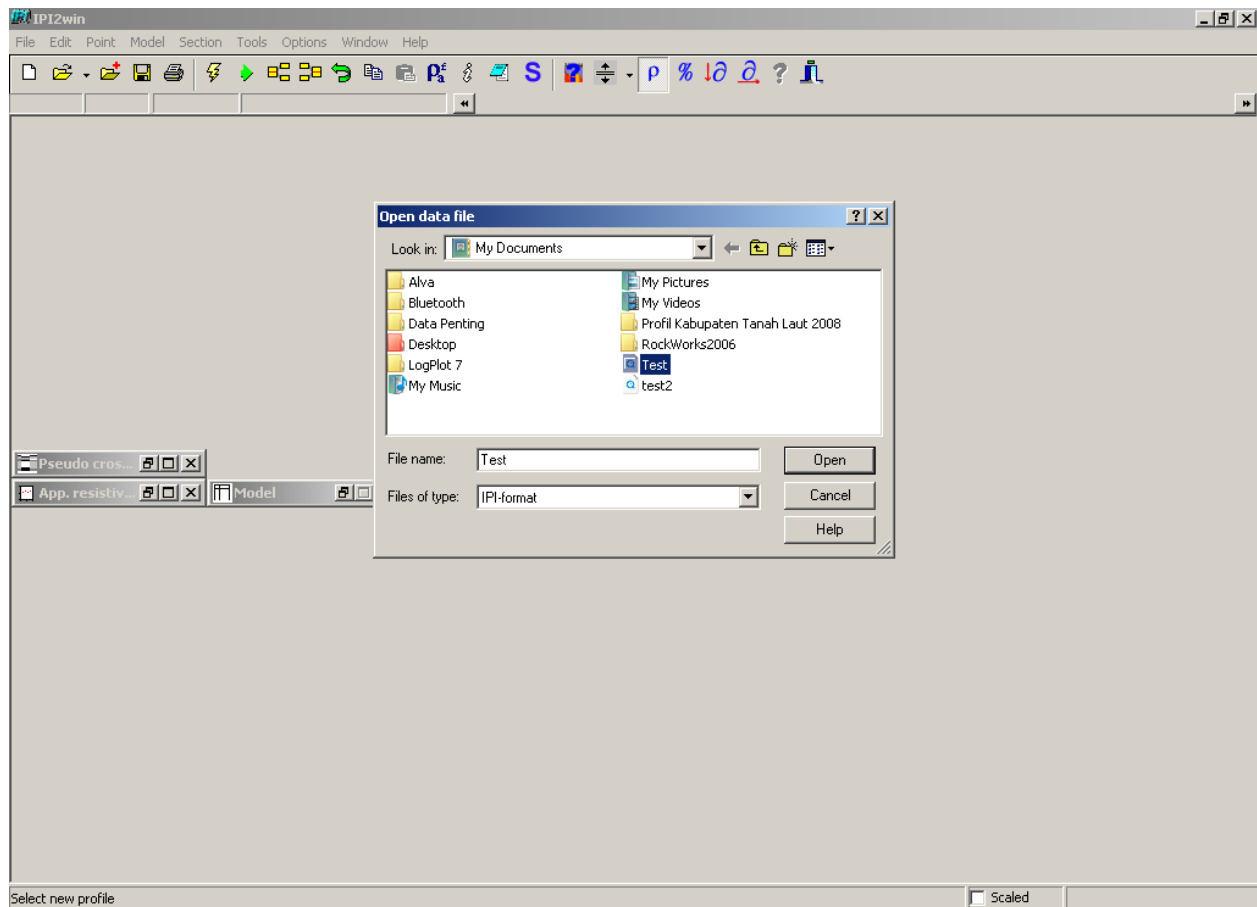 IPI2win
File Edit Point Model Section Tools Options Window Help
Open data file
Look in: My Documents
Alva
Bluetooth
Data Penting
Desktop
LogPlot 7
My Music
My Pictures
My Videos
Profil Kabupaten Tanah Laut 2008
RockWorks2006
Test
test2
File name: Test Open
Files of type: IPI-format Cancel
Help
Pseudo cros...
App. resistiv... Model
Select new profile Scaled